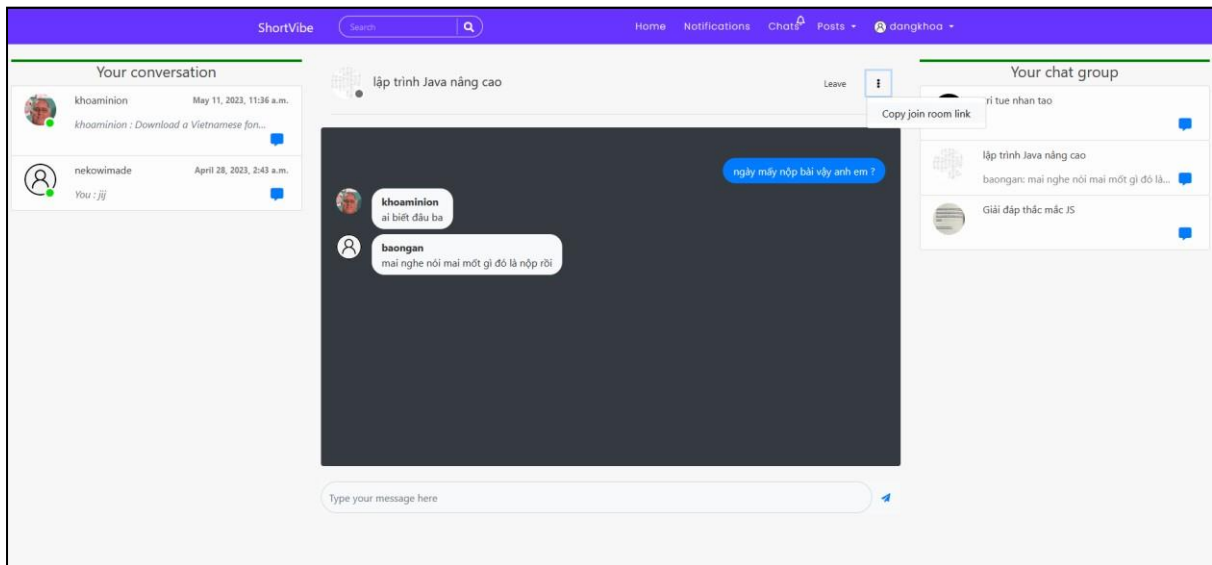 ShortVibe
Search
Home Notifications Chats Posts dangkhoa
Your conversation
khoaminion May 11, 2023, 11:36 a.m.
khoaminion : Download a Vietnamese fon...
nekowimade April 28, 2023, 2:43 a.m.
You : jij
lập trình Java nâng cao
Leave
Copy join room link
ngày mấy nộp bài vậy anh em ?
khoaminion
ai biết đâu ba
baongan
mai nghe nói mai mốt gì đó là nộp rồi
Type your message here
Your chat group
ri tue nhan tao
lập trình Java nâng cao
baongan: mai nghe nói mai mốt gì đó là...
Giải đáp thắc mắc JS